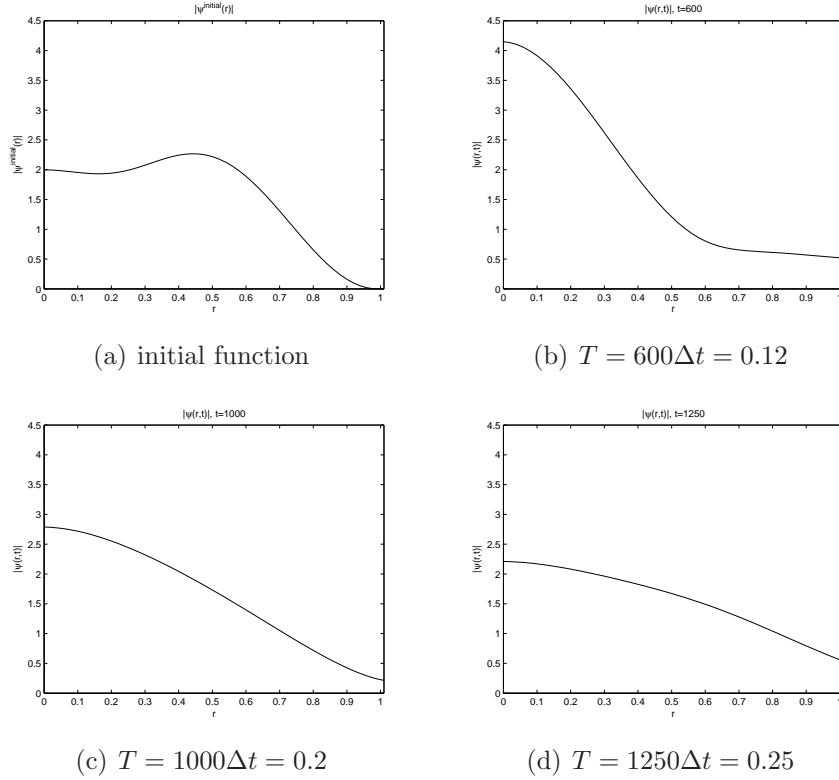 |ψ^initial(r)|
4.5
4
3.5
3
2.5
2
1.5
1
0.5
0
|ψ^initial(r)|
0 0.1 0.2 0.3 0.4 0.5 0.6 0.7 0.8 0.9 1
r
(a) initial function
|ψ(r,t)|, t=600
4.5
4
3.5
3
2.5
2
1.5
1
0.5
0
|ψ(r,t)|
0 0.1 0.2 0.3 0.4 0.5 0.6 0.7 0.8 0.9 1
r
(b) T = 600Δt = 0.12
|ψ(r,t)|, t=1000
4.5
4
3.5
3
2.5
2
1.5
1
0.5
0
|ψ(r,t)|
0 0.1 0.2 0.3 0.4 0.5 0.6 0.7 0.8 0.9 1
r
(c) T = 1000Δt = 0.2
|ψ(r,t)|, t=1250
4.5
4
3.5
3
2.5
2
1.5
1
0.5
0
|ψ(r,t)|
0 0.1 0.2 0.3 0.4 0.5 0.6 0.7 0.8 0.9 1
r
(d) T = 1250Δt = 0.25